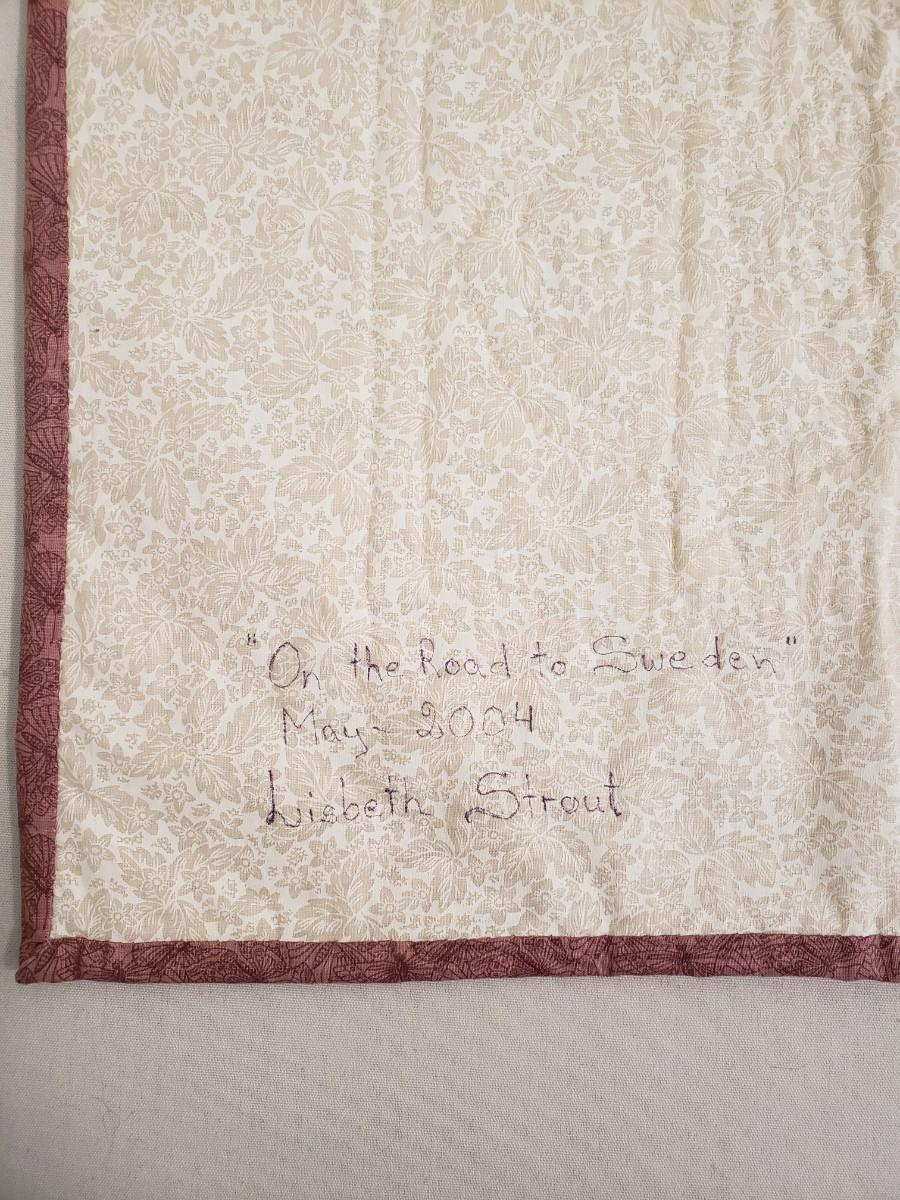 "On the Road to Sweden"
May - 2004
Lisbeth Strout